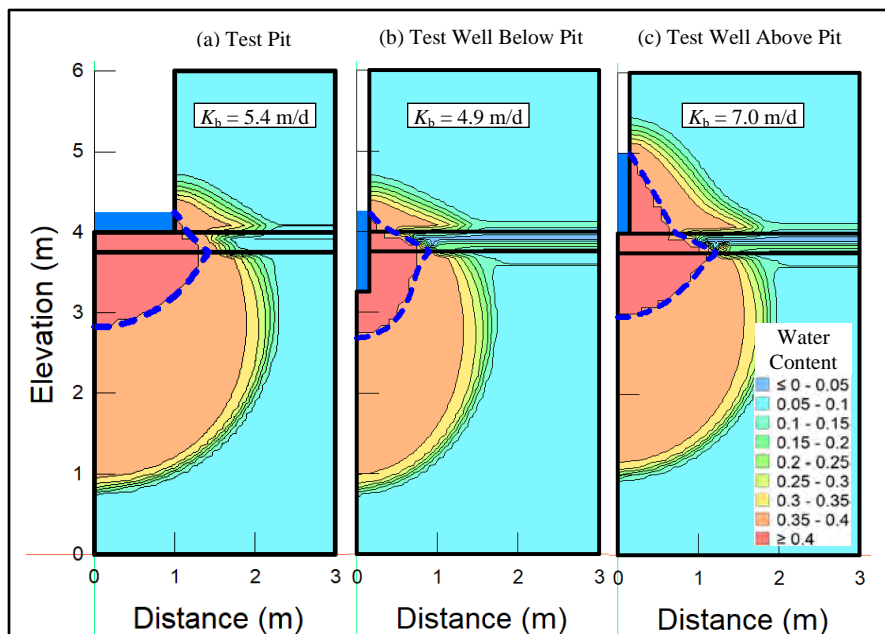 (a) Test Pit
(b) Test Well Below Pit
(c) Test Well Above Pit
K_b = 5.4 m/d
K_b = 4.9 m/d
K_b = 7.0 m/d
Elevation (m)
6
5
4
3
2
1
0
0 1 2 3
0 1 2 3
0 1 2 3
Distance (m)
Distance (m)
Distance (m)
Water
Content
≤ 0 - 0.05
0.05 - 0.1
0.1 - 0.15
0.15 - 0.2
0.2 - 0.25
0.25 - 0.3
0.3 - 0.35
0.35 - 0.4
≥ 0.4